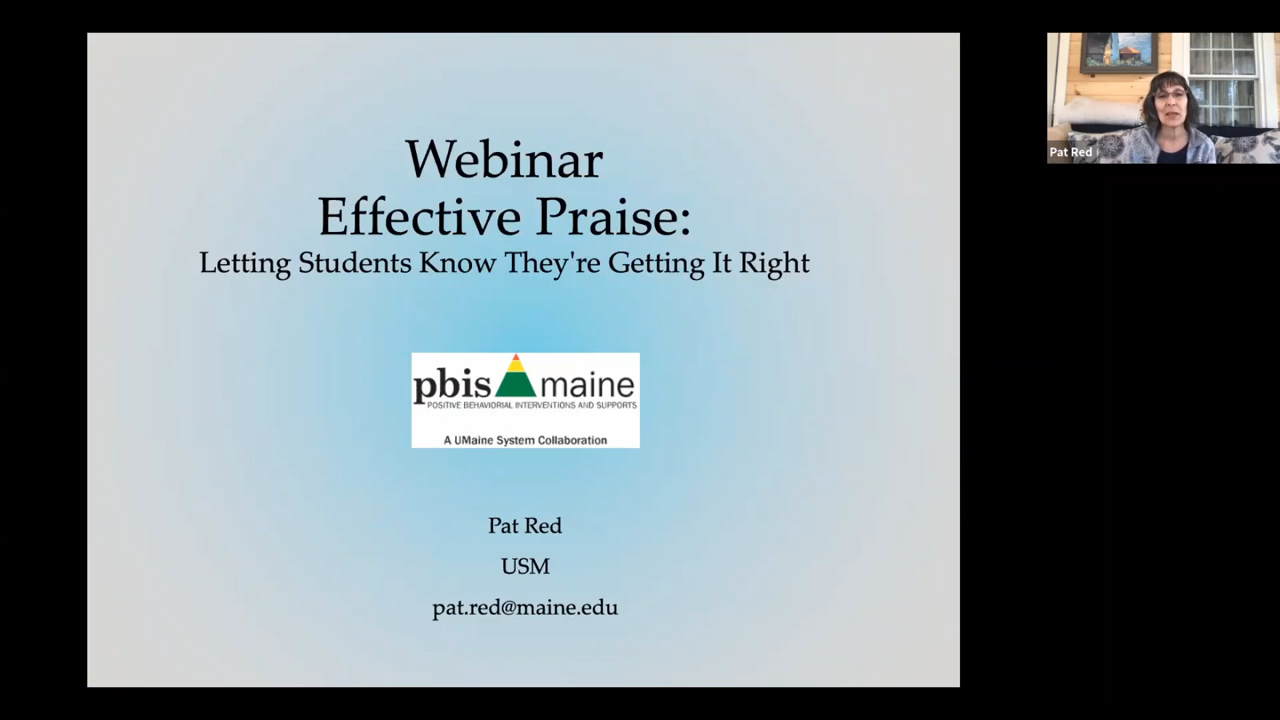 Webinar
Effective Praise:
Letting Students Know They're Getting It Right
pbis maine
POSITIVE BEHAVIORAL INTERVENTIONS AND SUPPORTS
A UMaine System Collaboration
Pat Red
USM
pat.red@maine.edu
Pat Red